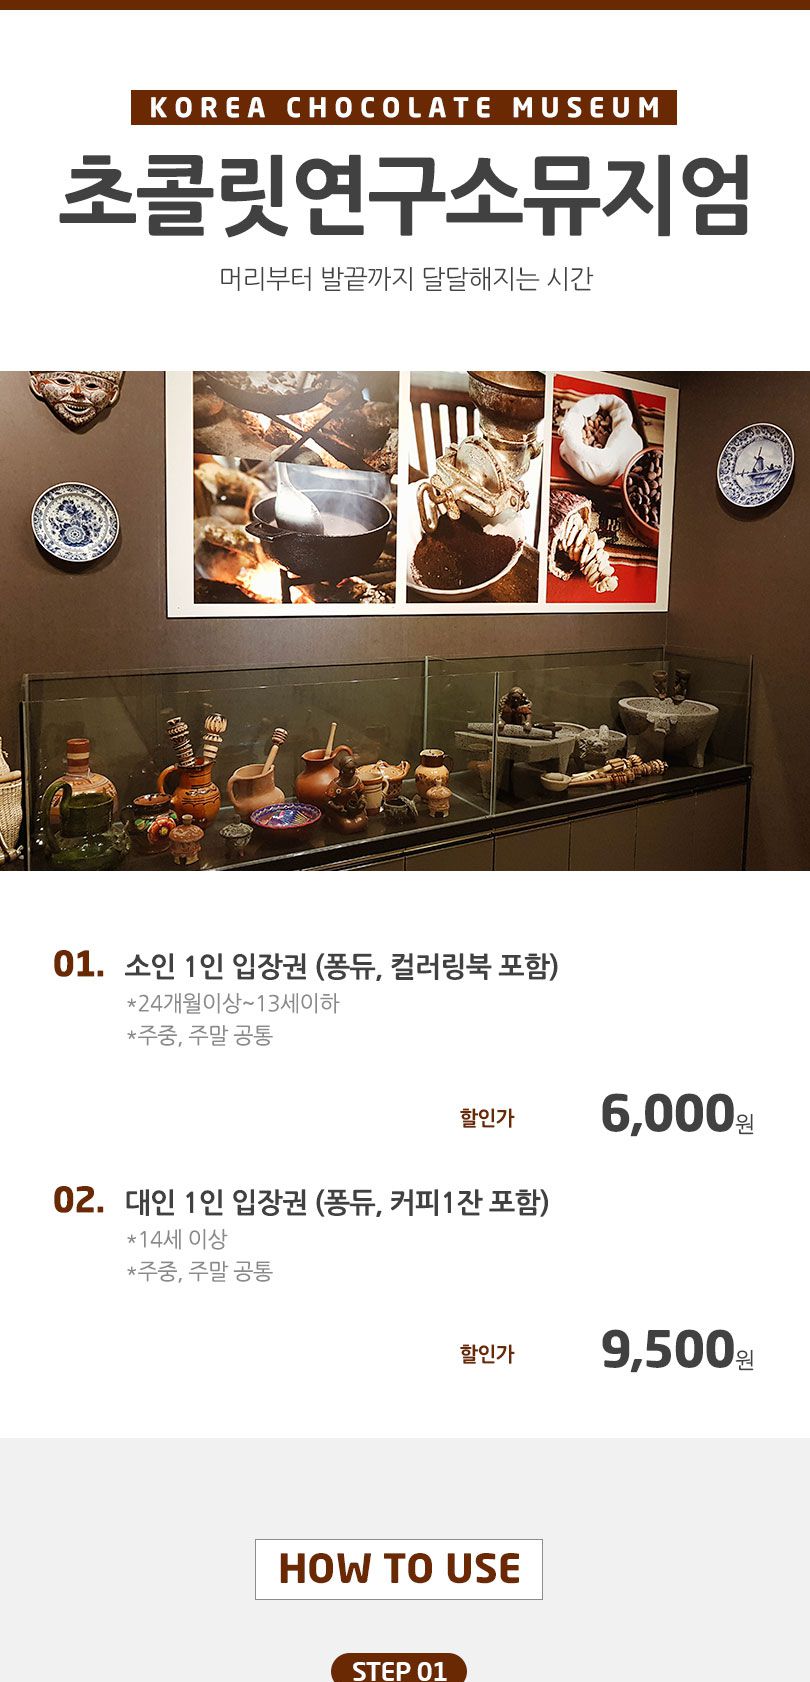 KOREA CHOCOLATE MUSEUM
초콜릿연구소뮤지엄
머리부터 발끝까지 달달해지는 시간
01. 소인 1인 입장권 (퐁듀, 컬러링북 포함)
*24개월이상~13세이하
*주중, 주말 공통
할인가 6,000원
02. 대인 1인 입장권 (퐁듀, 커피1잔 포함)
*14세 이상
*주중, 주말 공통
할인가 9,500원
HOW TO USE
STEP 01